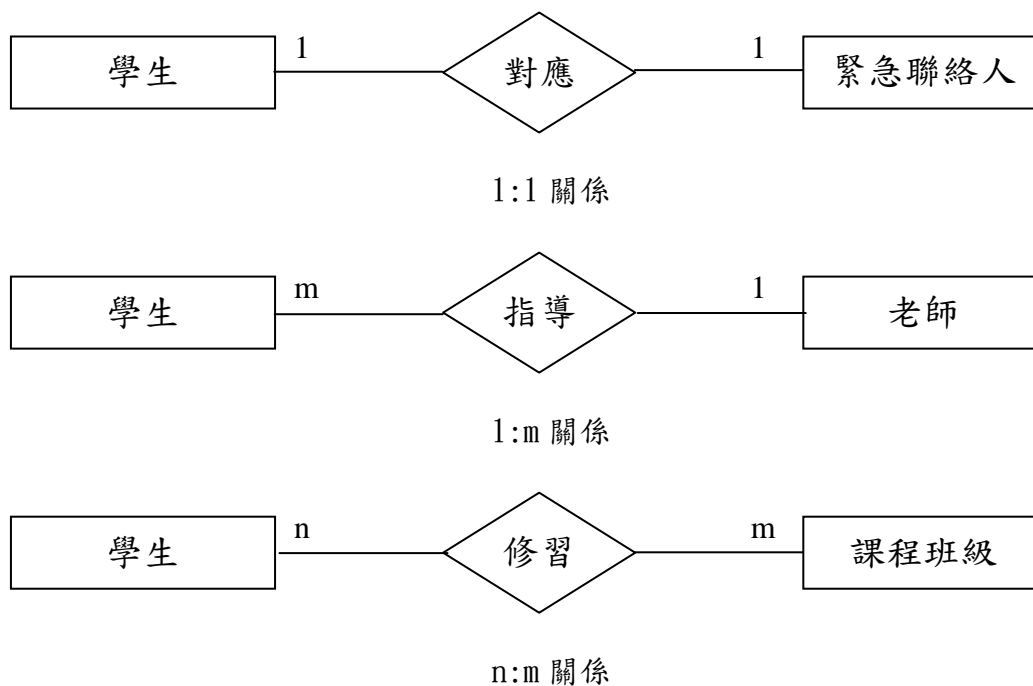 學生 1 對應 1 緊急聯絡人
1:1 關係
學生 m 指導 1 老師
1:m 關係
學生 n 修習 m 課程班級
n:m 關係